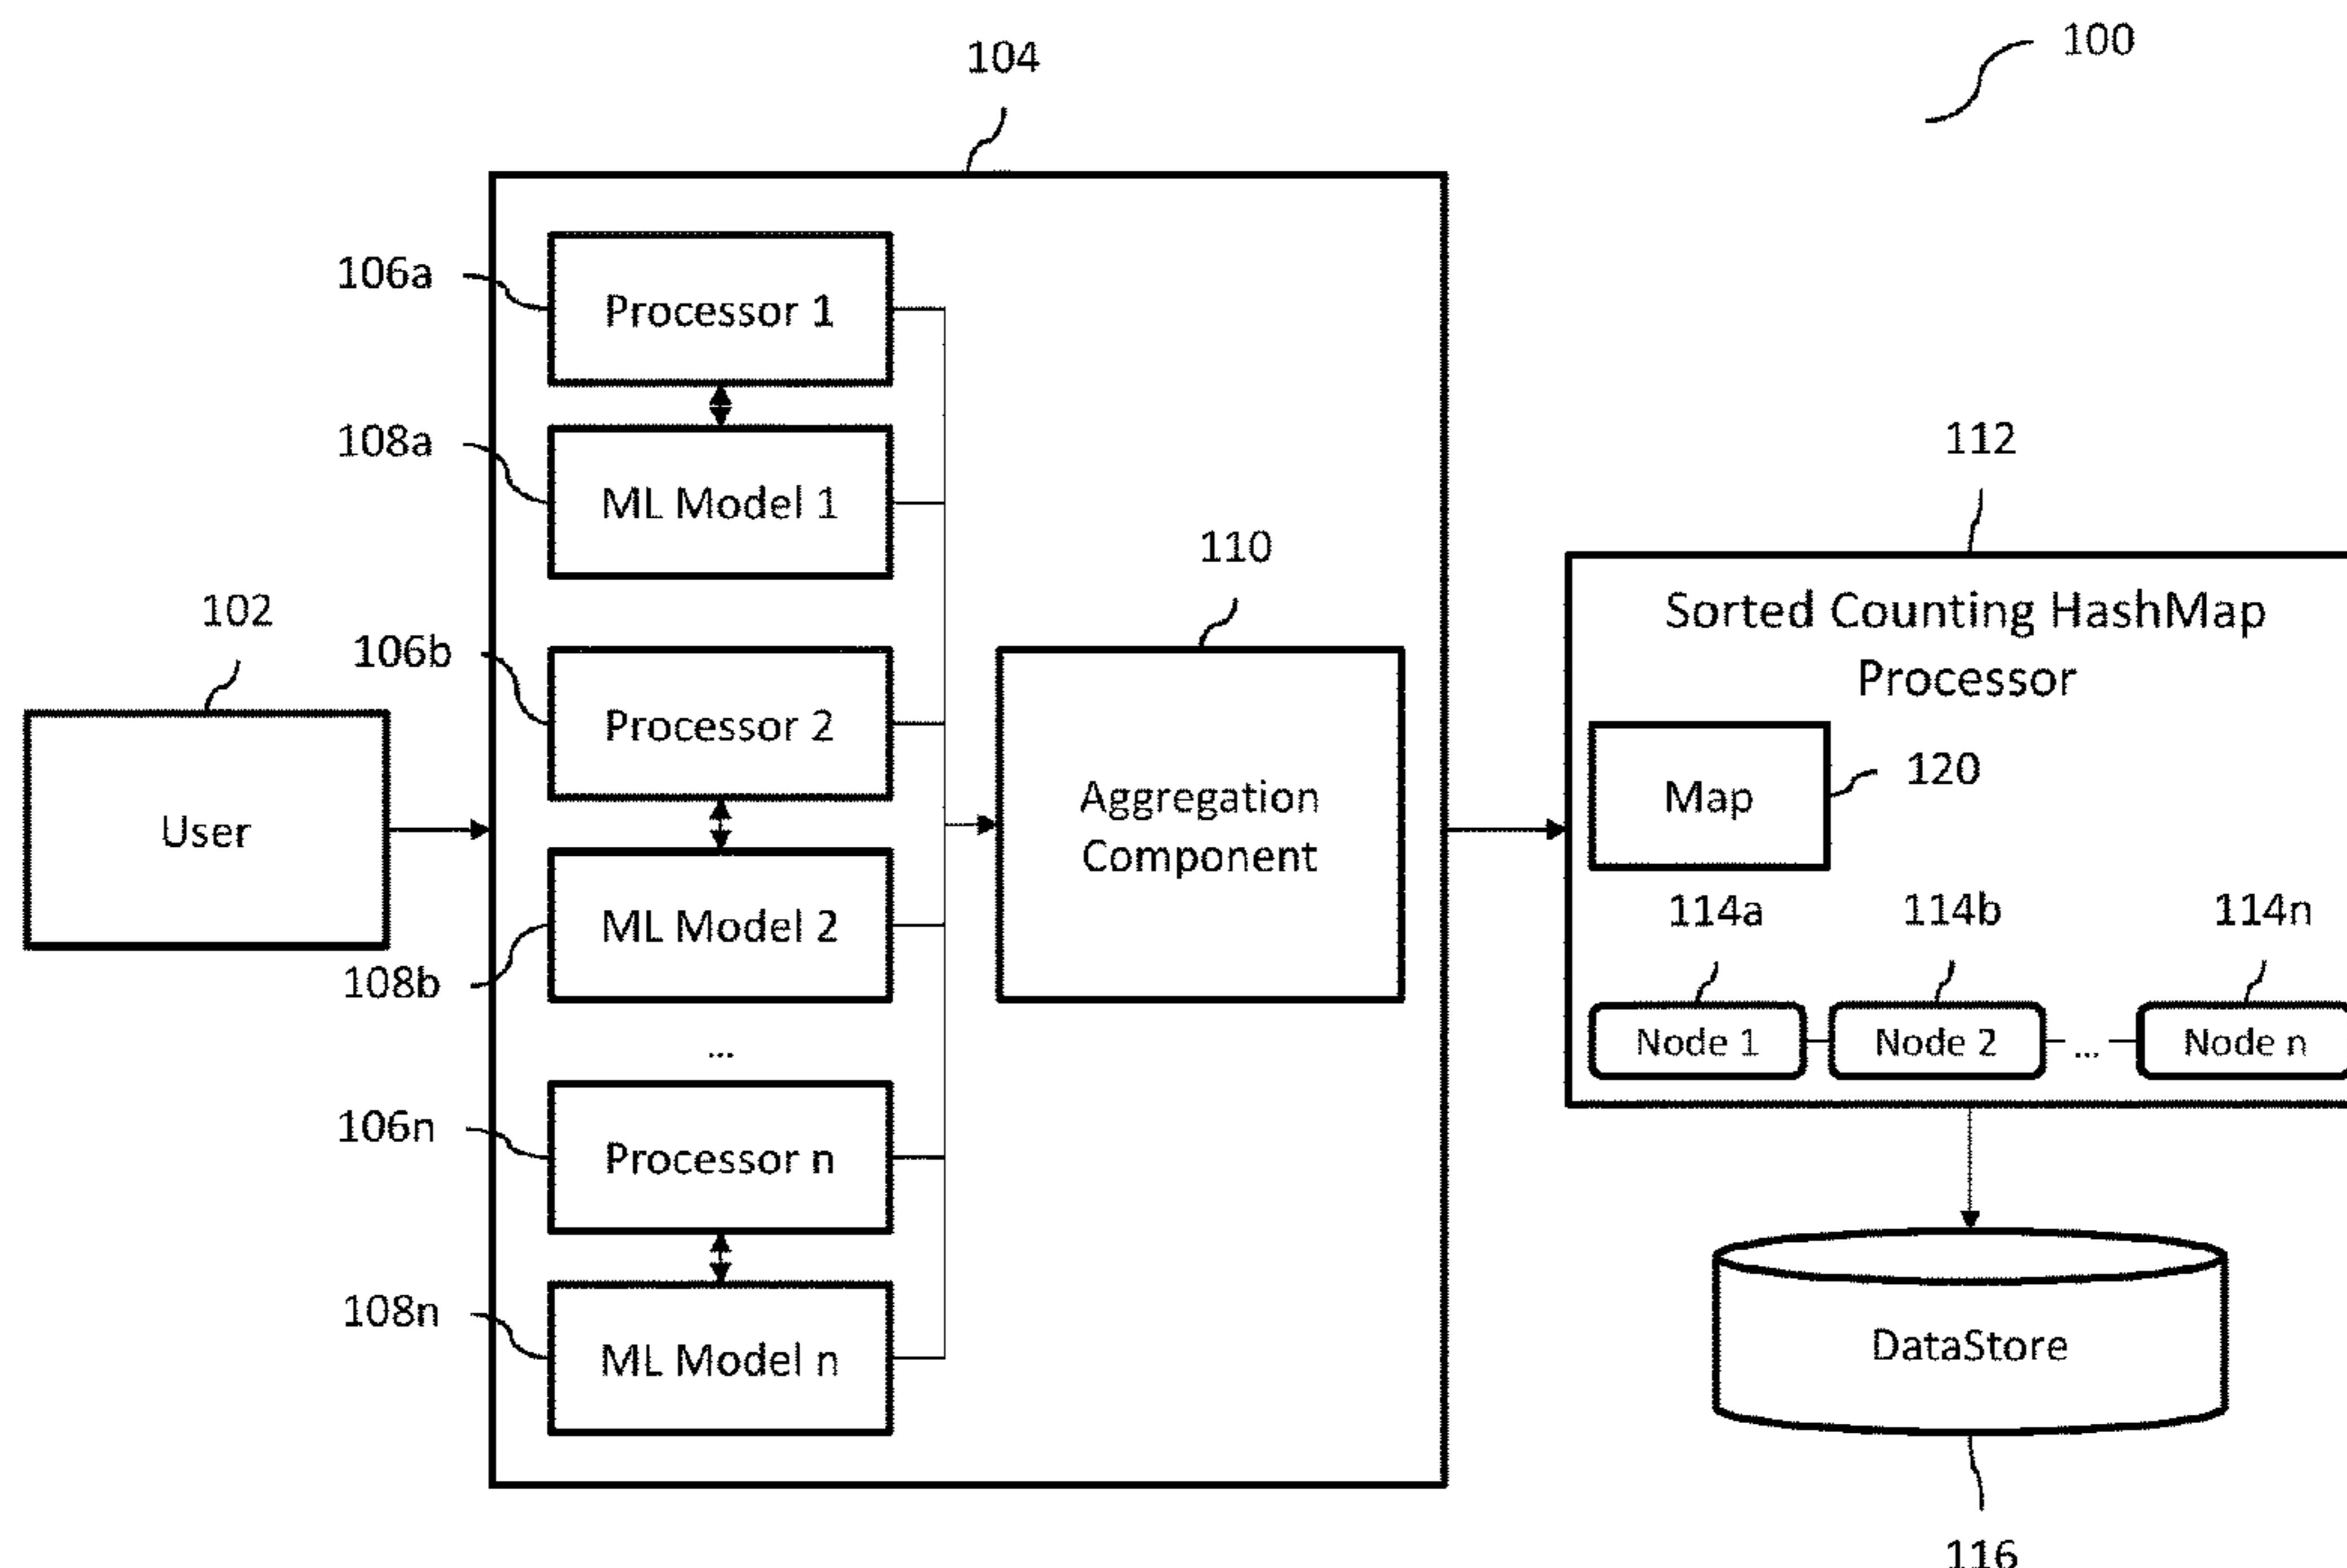 100
104
106a
Processor 1
108a
ML Model 1
112
110
Sorted Counting HashMap
Processor
102
106b
Processor 2
Map
120
User
Aggregation
Component
114a
114b
114n
ML Model 2
108b
Node 1
Node 2
...
Node n
...
106n
Processor n
108n
ML Model n
DataStore
116